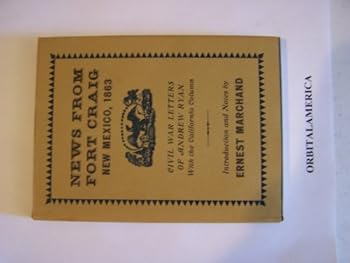 NEWS FROM
FORT CRAIG
NEW MEXICO, 1863
CIVIL WAR LETTERS
OF ANDREW RYAN
With the California Column
Introduction and Notes by
ERNEST MARCHAND
ORBITALAMERICA